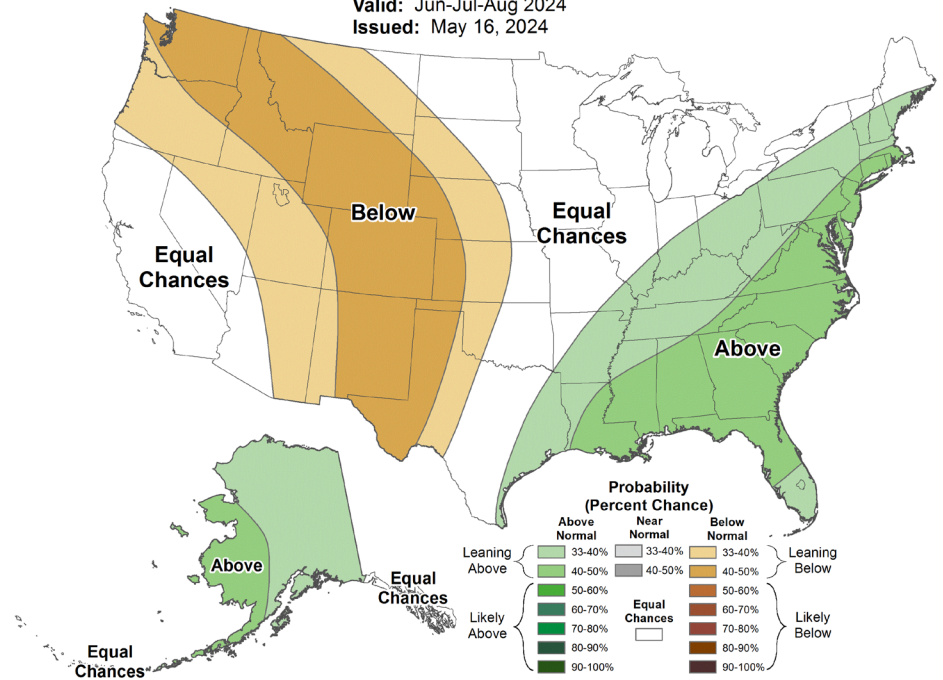 Valid: Jun-Jul-Aug 2024
Issued: May 16, 2024
Below
Equal
Chances
Equal
Chances
Above
Above
Equal
Chances
Equal
Chances
Probability
(Percent Chance)
Above
Normal
Near
Normal
Below
Normal
Leaning
Above
33-40%
40-50%
33-40%
40-50%
33-40%
40-50%
Leaning
Below
Likely
Above
50-60%
60-70%
70-80%
80-90%
90-100%
Equal
Chances
50-60%
60-70%
70-80%
80-90%
90-100%
Likely
Below